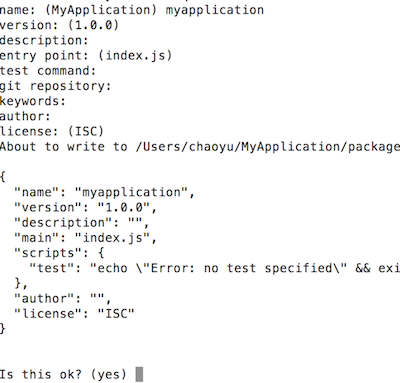 name: (MyApplication) myapplication
version: (1.0.0)
description:
entry point: (index.js)
test command:
git repository:
keywords:
author:
license: (ISC)
About to write to /Users/chaoyu/MyApplication/package
{
  "name": "myapplication",
  "version": "1.0.0",
  "description": "",
  "main": "index.js",
  "scripts": {
    "test": "echo \"Error: no test specified\" && exi
  },
  "author": "",
  "license": "ISC"
}
Is this ok? (yes)